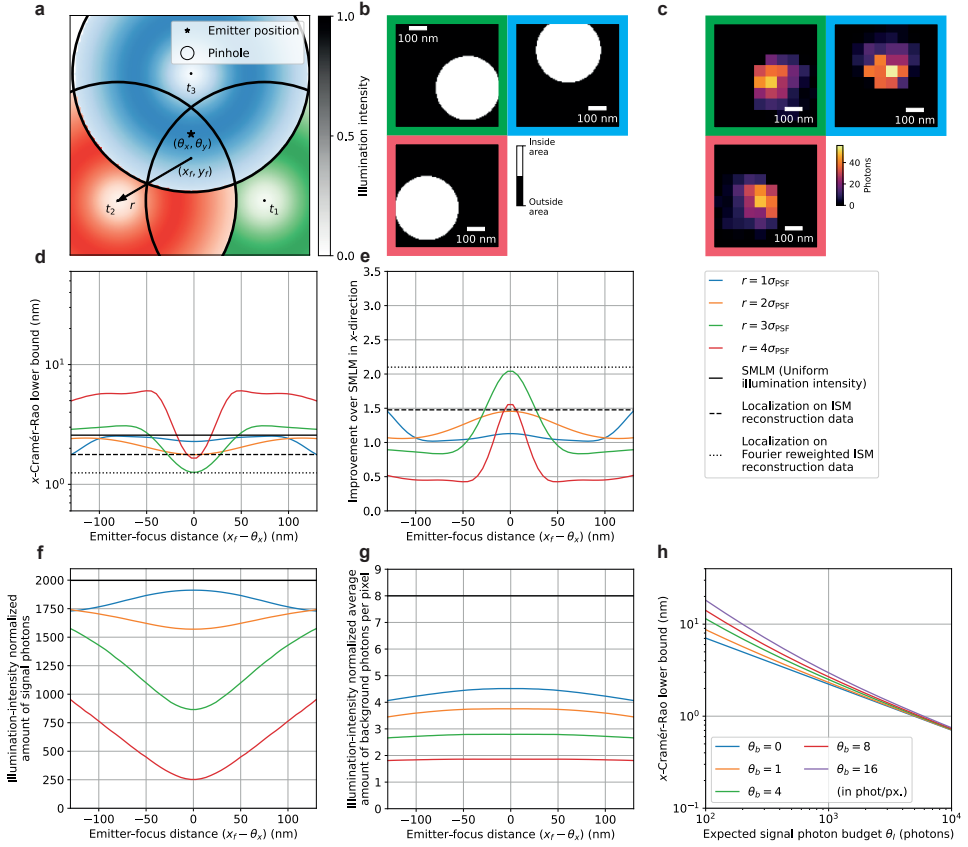 a
Emitter position
Pinhole
t3
(θx, θy)
(xf, yf)
t2
r
t1
1.0
0.5
0.0
Illumination intensity
b
100 nm
100 nm
100 nm
Inside
area
Outside
area
c
100 nm
100 nm
100 nm
40
20
0
Photons
d
x-Cramér-Rao lower bound (nm)
10¹
10⁰
−100
−50
0
50
100
Emitter-focus distance (xf − θx) (nm)
e
Improvement over SMLM in x-direction
3.5
3.0
2.5
2.0
1.5
1.0
0.5
0.0
−100
−50
0
50
100
Emitter-focus distance (xf − θx) (nm)
r = 1σPSF
r = 2σPSF
r = 3σPSF
r = 4σPSF
SMLM (Uniform
illumination intensity)
Localization on ISM
reconstruction data
Localization on
Fourier reweighted ISM
reconstruction data
f
Illumination-intensity normalized
amount of signal photons
2000
1750
1500
1250
1000
750
500
250
0
−100
−50
0
50
100
Emitter-focus distance (xf − θx) (nm)
g
Illumination-intensity normalized average
amount of background photons per pixel
9
8
7
6
5
4
3
2
1
0
−100
−50
0
50
100
Emitter-focus distance (xf − θx) (nm)
h
x-Cramér-Rao lower bound (nm)
10¹
10⁰
10⁻¹
θb = 0
θb = 1
θb = 4
θb = 8
θb = 16
(in phot/px.)
10²
10³
10⁴
Expected signal photon budget θI (photons)